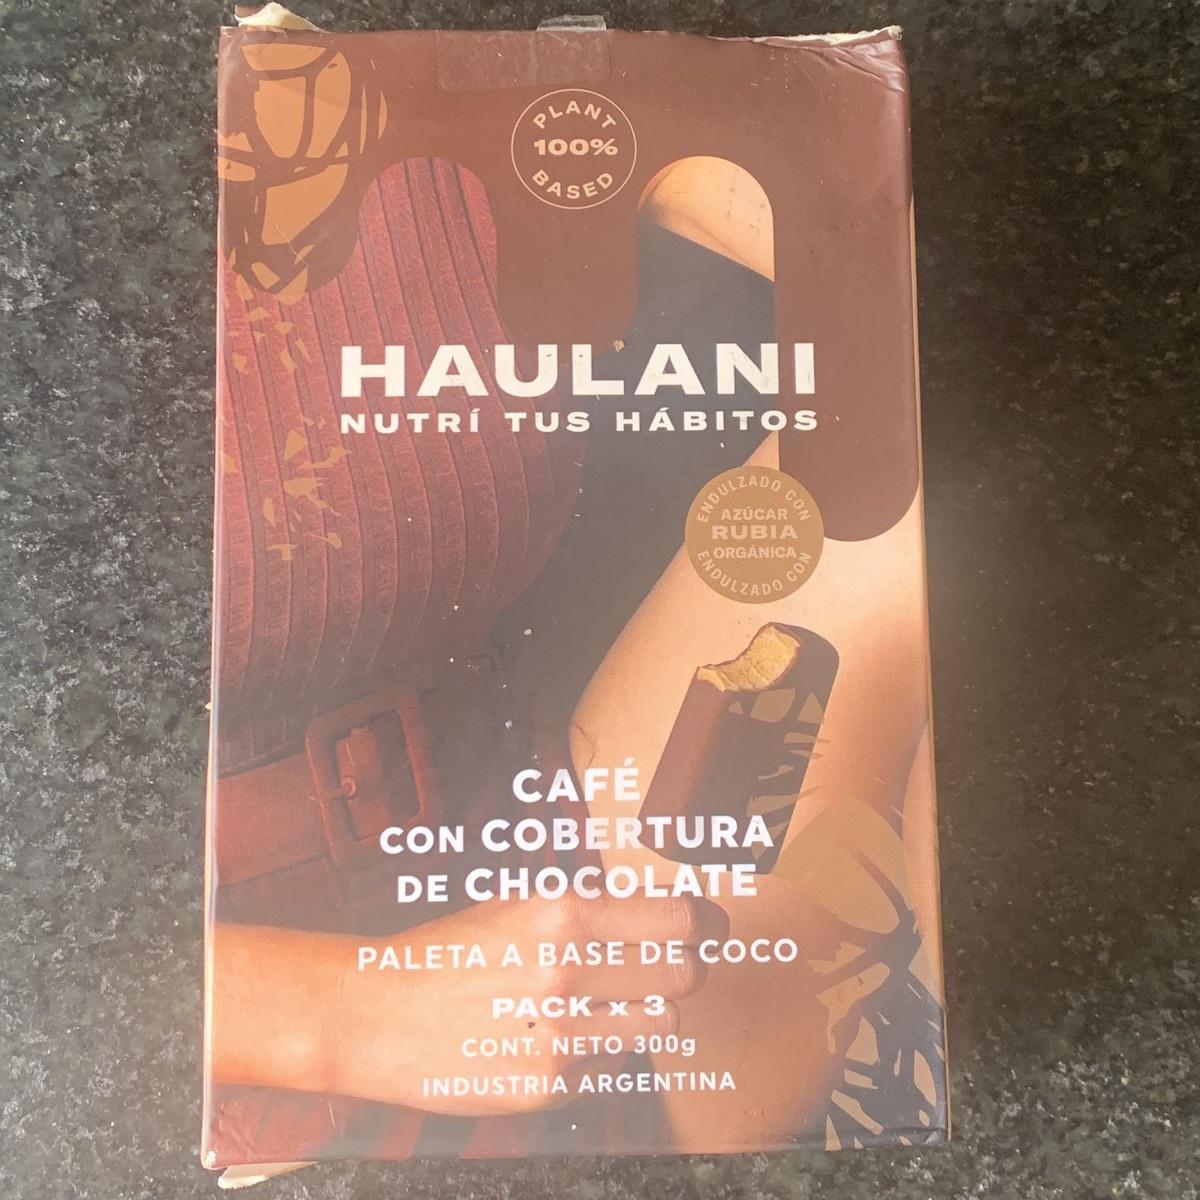 PLANT
100%
BASED
HAULANI
NUTRÍ TUS HÁBITOS
ENDULZADO CON
AZÚCAR
RUBIA
ORGÁNICA
ENDULZADO CON
CAFÉ
CON COBERTURA
DE CHOCOLATE
PALETA A BASE DE COCO
PACK x 3
CONT. NETO 300g
INDUSTRIA ARGENTINA